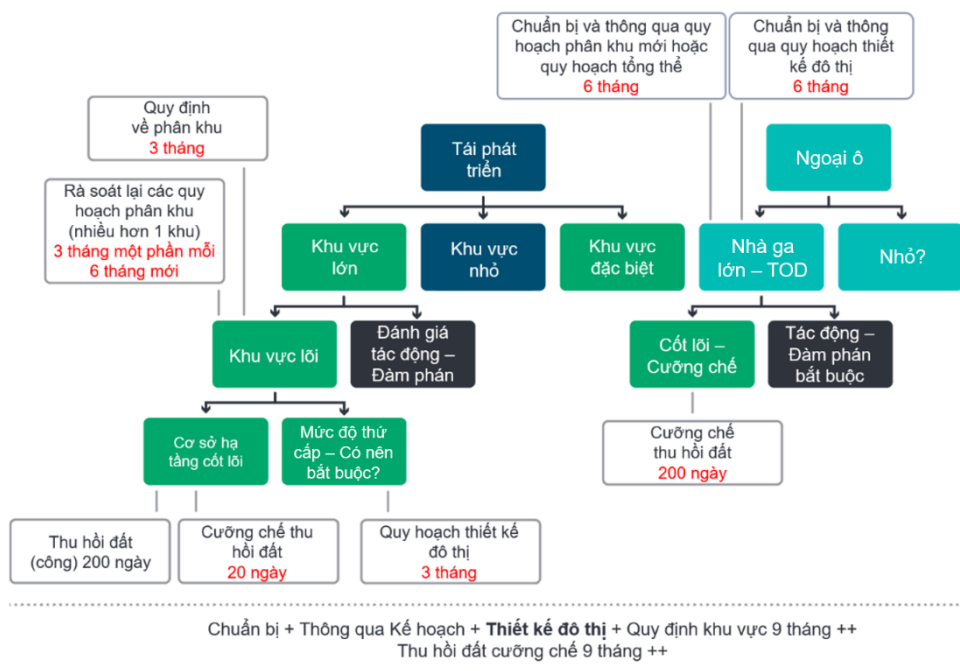 Chuẩn bị và thông qua quy
hoạch phân khu mới hoặc
quy hoạch tổng thể
6 tháng
Chuẩn bị và thông
qua quy hoạch thiết
kế đô thị
6 tháng
Quy định
về phân khu
3 tháng
Tái phát
triển
Ngoại ô
Rà soát lại các quy
hoạch phân khu
(nhiều hơn 1 khu)
3 tháng một phần mỗi
6 tháng mới
Khu vực
lớn
Khu vực
nhỏ
Khu vực
đặc biệt
Nhà ga
lớn – TOD
Nhỏ?
Khu vực lõi
Đánh giá
tác động –
Đàm phán
Cốt lõi –
Cưỡng chế
Tác động –
Đàm phán
bắt buộc
Cơ sở hạ
tầng cốt lõi
Mức độ thứ
cấp – Có nên
bắt buộc?
Cưỡng chế
thu hồi đất
200 ngày
Thu hồi đất
(công) 200 ngày
Cưỡng chế thu
hồi đất
20 ngày
Quy hoạch thiết kế
đô thị
3 tháng
Chuẩn bị + Thông qua Kế hoạch + Thiết kế đô thị + Quy định khu vực 9 tháng ++
Thu hồi đất cưỡng chế 9 tháng ++